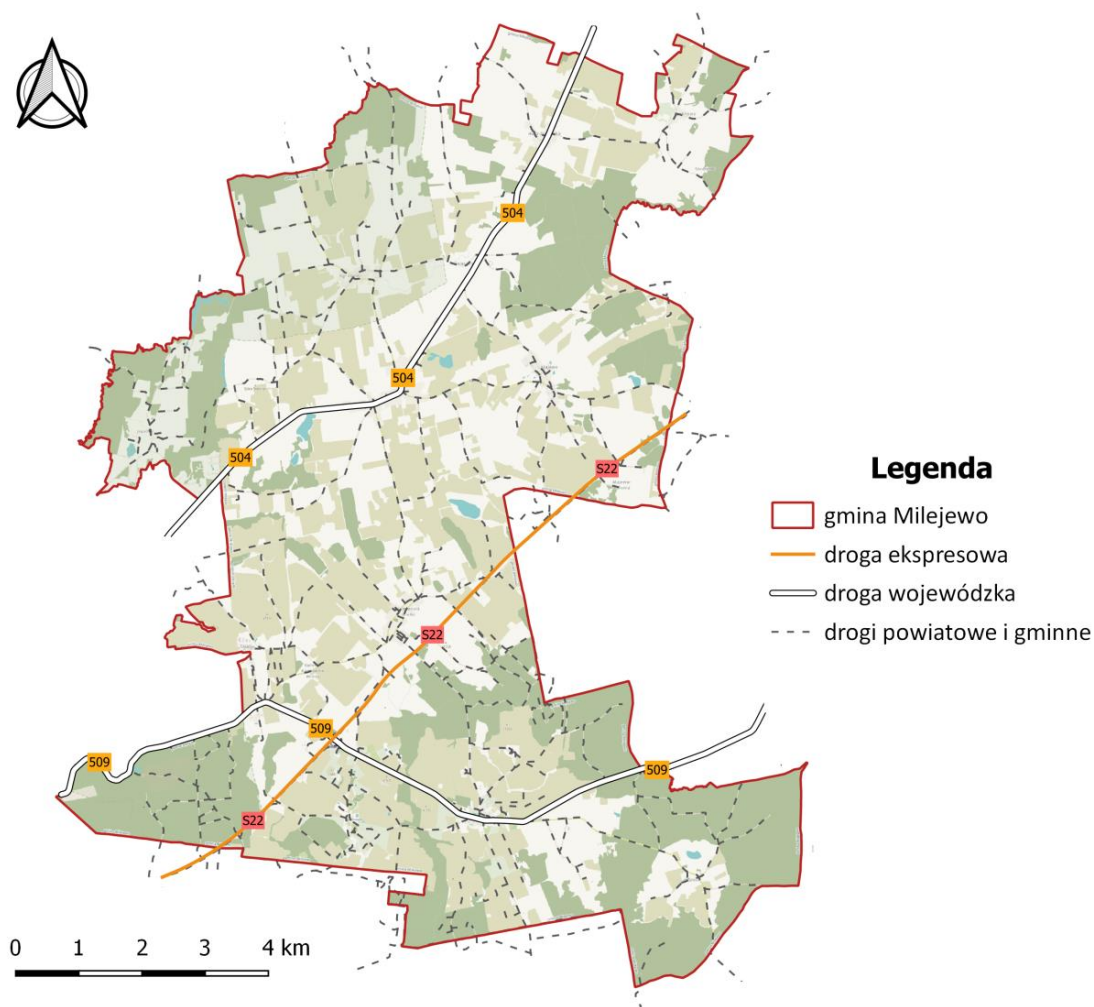 504
504
504
S22
S22
509
509
509
S22
Legenda
gmina Milejewo
droga ekspresowa
droga wojewódzka
drogi powiatowe i gminne
0 1 2 3 4 km